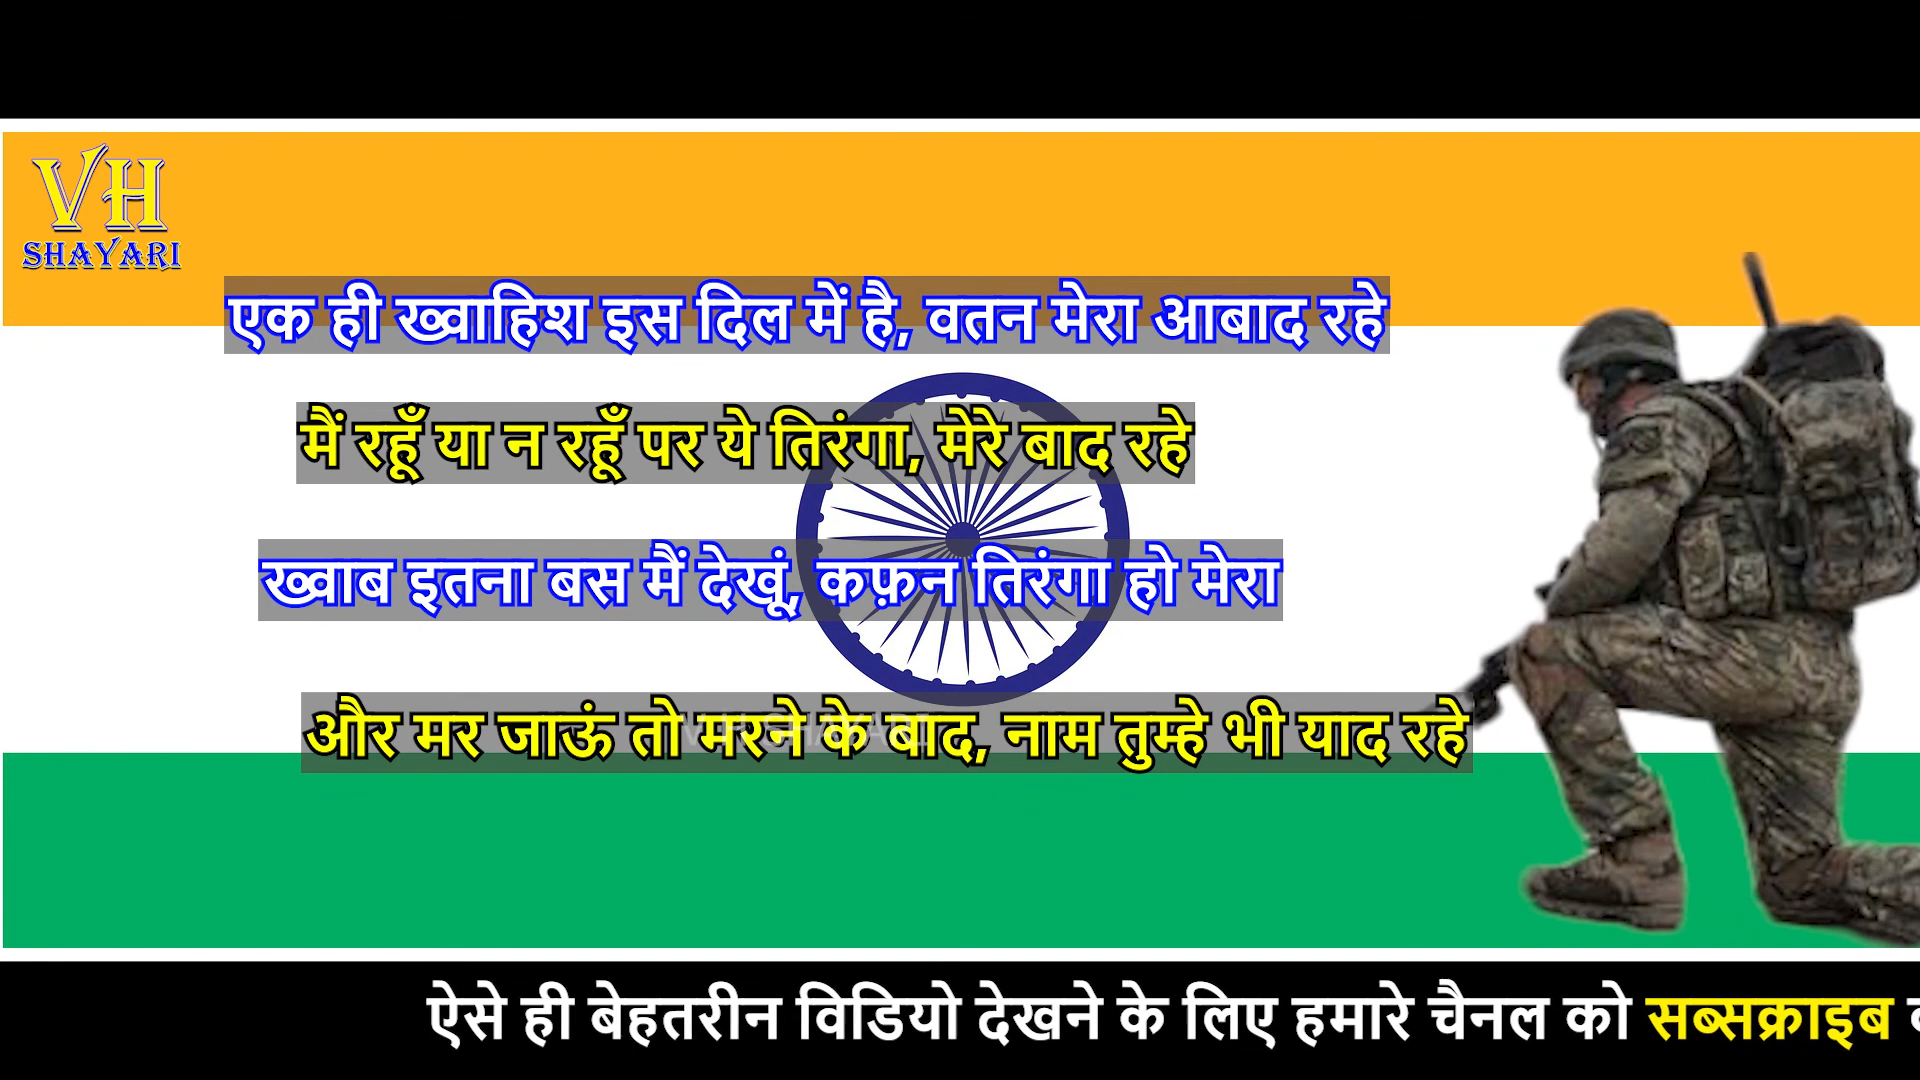 VH
SHAYARI
एक ही ख्वाहिश इस दिल में है, वतन मेरा आबाद रहे
मैं रहूँ या न रहूँ पर ये तिरंगा, मेरे बाद रहे
ख्वाब इतना बस मैं देखूं, कफ़न तिरंगा हो मेरा
और मर जाऊं तो मरने के बाद, नाम तुम्हे भी याद रहे
ऐसे ही बेहतरीन विडियो देखने के लिए हमारे चैनल को सब्सक्राइब